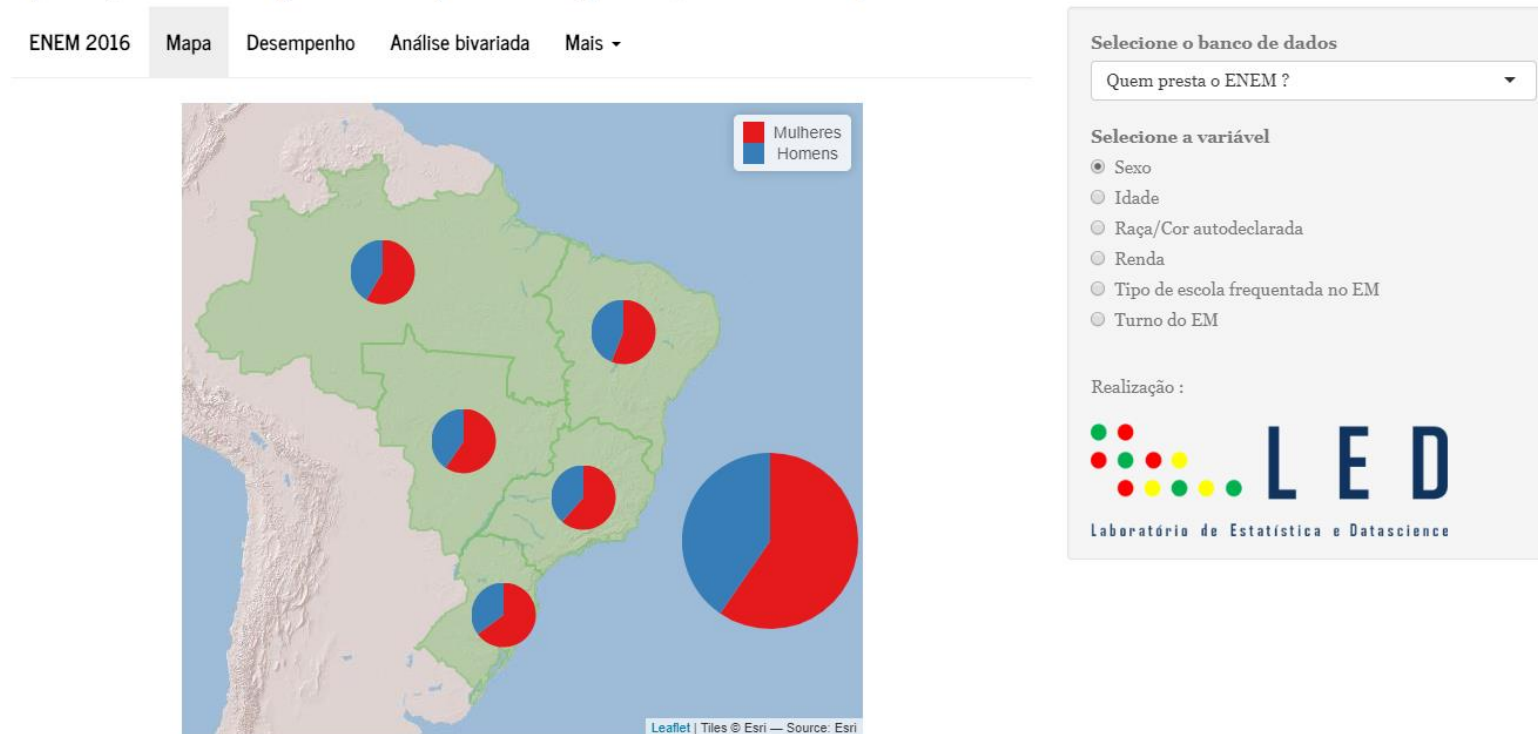 ENEM 2016 Mapa Desempenho Análise bivariada Mais
Mulheres
Homens
Leaflet | Tiles © Esri — Source: Esri
Selecione o banco de dados
Quem presta o ENEM ?
Selecione a variável
Sexo
Idade
Raça/Cor autodeclarada
Renda
Tipo de escola frequentada no EM
Turno do EM
Realização :
LED
Laboratório de Estatística e Datascience